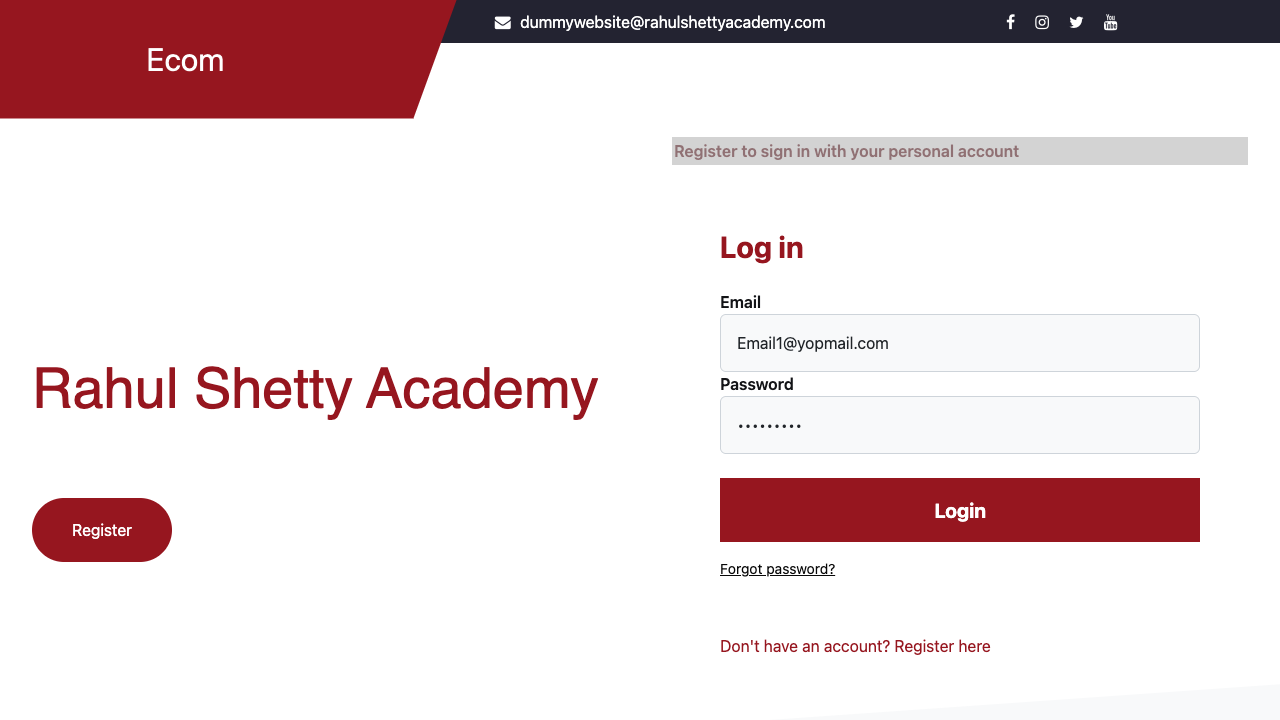 dummywebsite@rahulshettyacademy.com
Ecom
Register to sign in with your personal account
Log in
Email
Email1@yopmail.com
Password
•••••••••
Rahul Shetty Academy
Login
Register
Forgot password?
Don't have an account? Register here